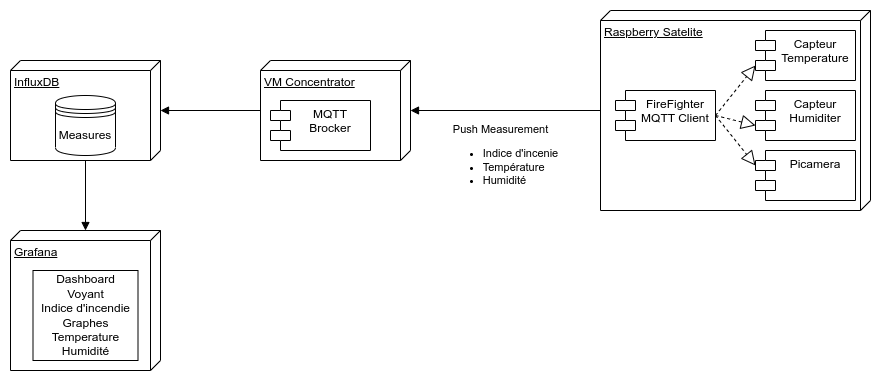 Raspberry Satelite
Capteur
Temperature
InfluxDB
VM Concentrator
MQTT
Brocker
FireFighter
MQTT Client
Capteur
Humiditer
Measures
Push Measurement
• Indice d'incenie
• Température
• Humidité
Picamera
Grafana
Dashboard
Voyant
Indice d'incendie
Graphes
Temperature
Humidité